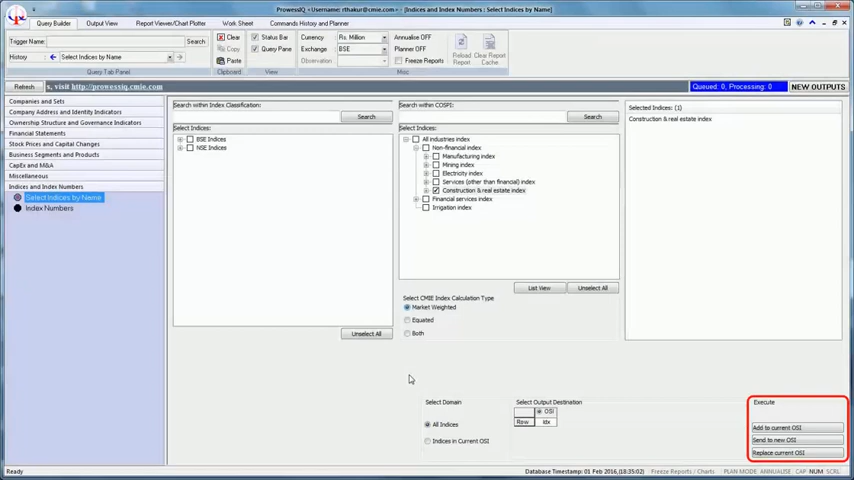 ProwessIQ <Username: rthakur@cmie.com> - [Indices and Index Numbers : Select Indices by Name]
Query Builder Output View Report Viewer/Chart Plotter Work Sheet Commands History and Planner
Trigger Name Search
History Select Indices by Name
Query Tab Panel
Clear
Copy
Paste
Clipboard
Status Bar
Query Pane
View
Currency Rs. Million Annualise OFF
Exchange BSE Planner OFF
Observation Freeze Reports
Misc
Reload Report
Clear Report Cache
Refresh s, visit http://prowessiq.cmie.com Queued: 0, Processing: 0 NEW OUTPUTS
Companies and Sets
Company Address and Identity Indicators
Ownership Structure and Governance Indicators
Financial Statements
Stock Prices and Capital Changes
Business Segments and Products
CapEx and M&A
Miscellaneous
Indices and Index Numbers
Select Indices by Name
Index Numbers
Search within Index Classification:
Search
Select Indices:
BSE Indices
NSE Indices
Unselect All
Search within COSPI:
Search
Select Indices:
All industries index
Non-financial index
Manufacturing index
Mining index
Electricity index
Services (other than financial) index
Construction & real estate index
Financial services index
Irrigation index
List View Unselect All
Select CMIE Index Calculation Type
Market Weighted
Equated
Both
Selected Indices: (1)
Construction & real estate index
Select Domain
All Indices
Indices in Current OSI
Select Output Destination
OSI
Row Idx
Execute
Add to current OSI
Send to new OSI
Replace current OSI
Ready Database Timestamp: 01 Feb 2016,(18:35:02) Freeze Reports / Charts PLAN MODE ANNUALISE CAP NUM SCRL